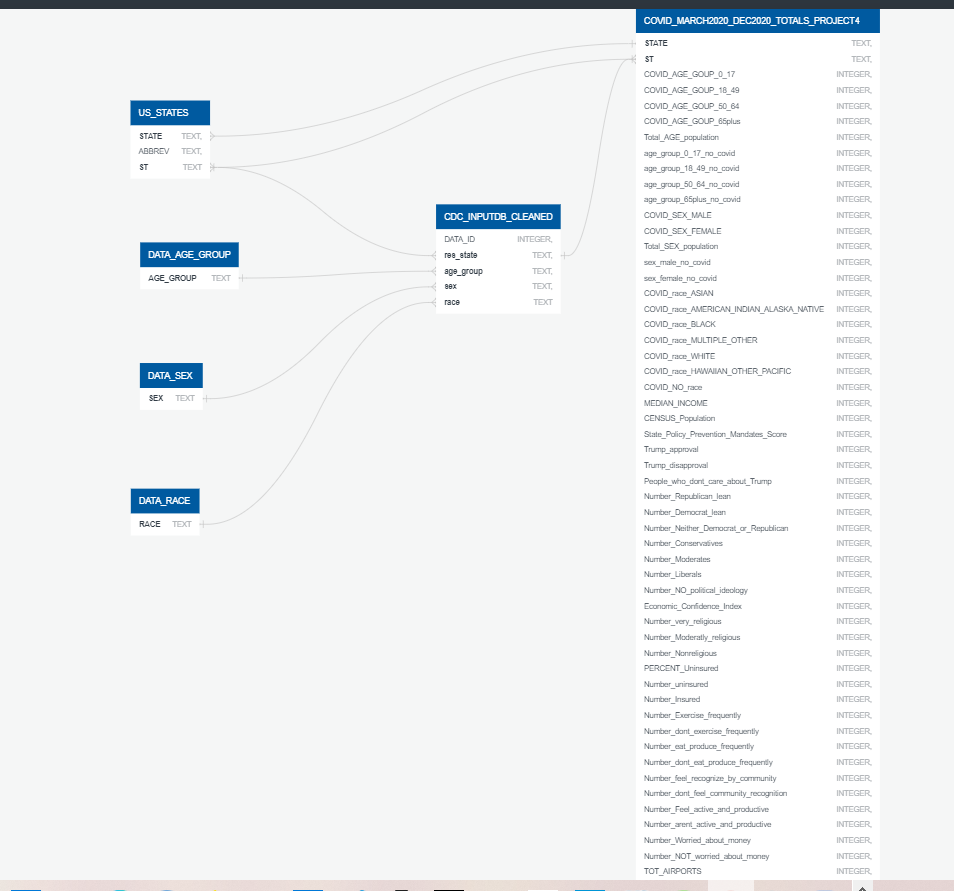 COVID_MARCH2020_DEC2020_TOTALS_PROJECT4
STATE TEXT,
ST TEXT,
COVID_AGE_GOUP_0_17 INTEGER,
COVID_AGE_GOUP_18_49 INTEGER,
COVID_AGE_GOUP_50_64 INTEGER,
COVID_AGE_GOUP_65plus INTEGER,
Total_AGE_population INTEGER,
age_group_0_17_no_covid INTEGER,
age_group_18_49_no_covid INTEGER,
age_group_50_64_no_covid INTEGER,
age_group_65plus_no_covid INTEGER,
COVID_SEX_MALE INTEGER,
COVID_SEX_FEMALE INTEGER,
Total_SEX_population INTEGER,
sex_male_no_covid INTEGER,
sex_female_no_covid INTEGER,
COVID_race_ASIAN INTEGER,
COVID_race_AMERICAN_INDIAN_ALASKA_NATIVE INTEGER,
COVID_race_BLACK INTEGER,
COVID_race_MULTIPLE_OTHER INTEGER,
COVID_race_WHITE INTEGER,
COVID_race_HAWAIIAN_OTHER_PACIFIC INTEGER,
COVID_NO_race INTEGER,
MEDIAN_INCOME INTEGER,
CENSUS_Population INTEGER,
State_Policy_Prevention_Mandates_Score INTEGER,
Trump_approval INTEGER,
Trump_disapproval INTEGER,
People_who_dont_care_about_Trump INTEGER,
Number_Republican_lean INTEGER,
Number_Democrat_lean INTEGER,
Number_Neither_Democrat_or_Republican INTEGER,
Number_Conservatives INTEGER,
Number_Moderates INTEGER,
Number_Liberals INTEGER,
Number_NO_political_ideology INTEGER,
Economic_Confidence_Index INTEGER,
Number_very_religious INTEGER,
Number_Moderatly_religious INTEGER,
Number_Nonreligious INTEGER,
PERCENT_Uninsured INTEGER,
Number_uninsured INTEGER,
Number_Insured INTEGER,
Number_Exercise_frequently INTEGER,
Number_dont_exercise_frequently INTEGER,
Number_eat_produce_frequently INTEGER,
Number_dont_eat_produce_frequently INTEGER,
Number_feel_recognize_by_community INTEGER,
Number_dont_feel_community_recognition INTEGER,
Number_Feel_active_and_productive INTEGER,
Number_arent_active_and_productive INTEGER,
Number_Worried_about_money INTEGER,
Number_NOT_worried_about_money INTEGER,
TOT_AIRPORTS INTEGER,
US_STATES
STATE TEXT,
ABBREV TEXT,
ST TEXT
CDC_INPUTDB_CLEANED
DATA_ID INTEGER,
res_state TEXT,
age_group TEXT,
sex TEXT,
race TEXT
DATA_AGE_GROUP
AGE_GROUP TEXT
DATA_SEX
SEX TEXT
DATA_RACE
RACE TEXT